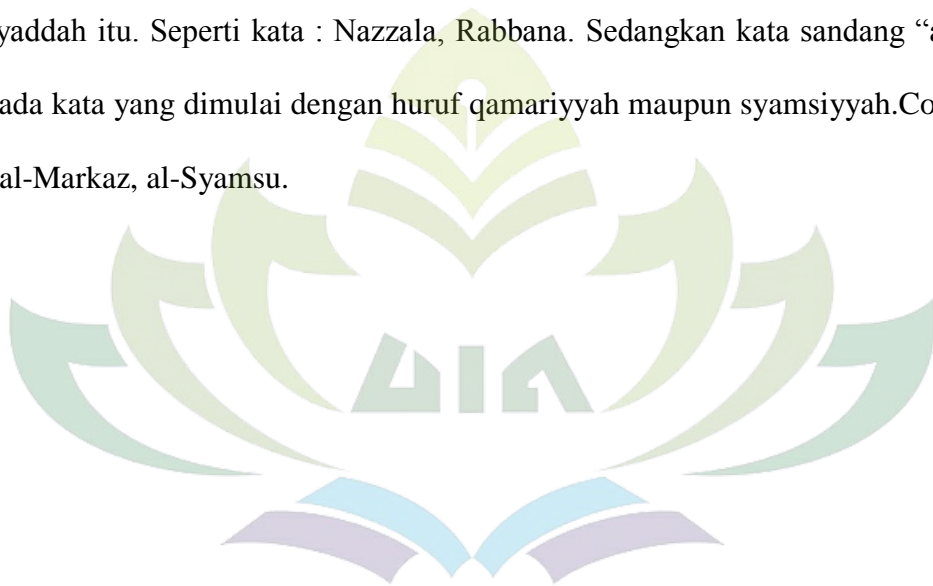 yaddah itu. Seperti kata : Nazzala, Rabbana. Sedangkan kata sandang “a
ada kata yang dimulai dengan huruf qamariyyah maupun syamsiyyah.Co
al-Markaz, al-Syamsu.
UIN